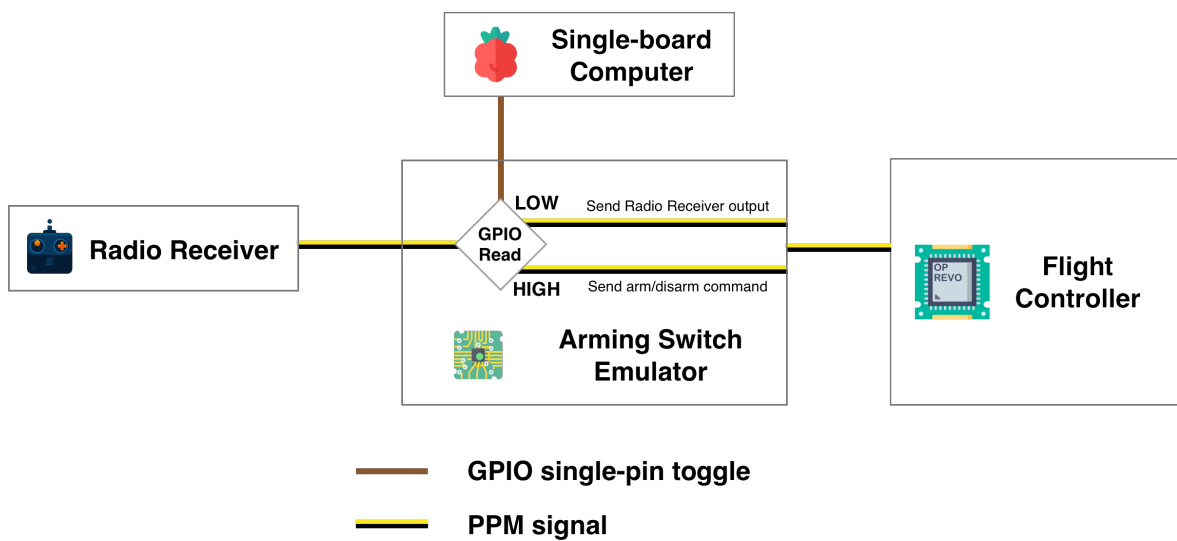 Single-board
Computer
LOW
Send Radio Receiver output
Radio Receiver
GPIO
Read
HIGH
Send arm/disarm command
OP
REVO
Flight
Controller
Arming Switch
Emulator
GPIO single-pin toggle
PPM signal